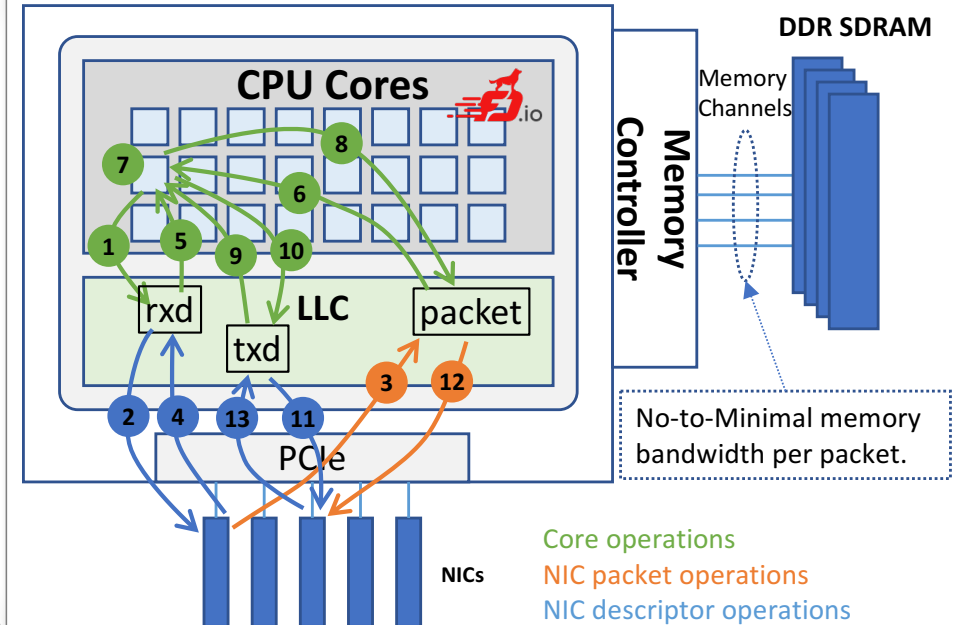 DDR SDRAM
CPU Cores
FD.io
Memory
Channels
Memory
Controller
7
8
6
1
5
9
10
LLC
rxd
packet
txd
3
12
2
4
13
11
No-to-Minimal memory
bandwidth per packet.
PCIe
NICs
Core operations
NIC packet operations
NIC descriptor operations